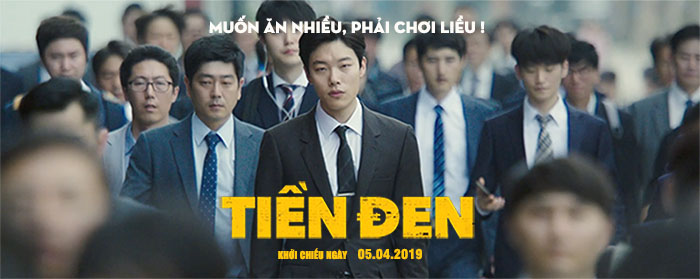 MUỐN ĂN NHIỀU, PHẢI CHƠI LIỀU !
TIỀN ĐEN
KHỞI CHIẾU NGÀY 05.04.2019